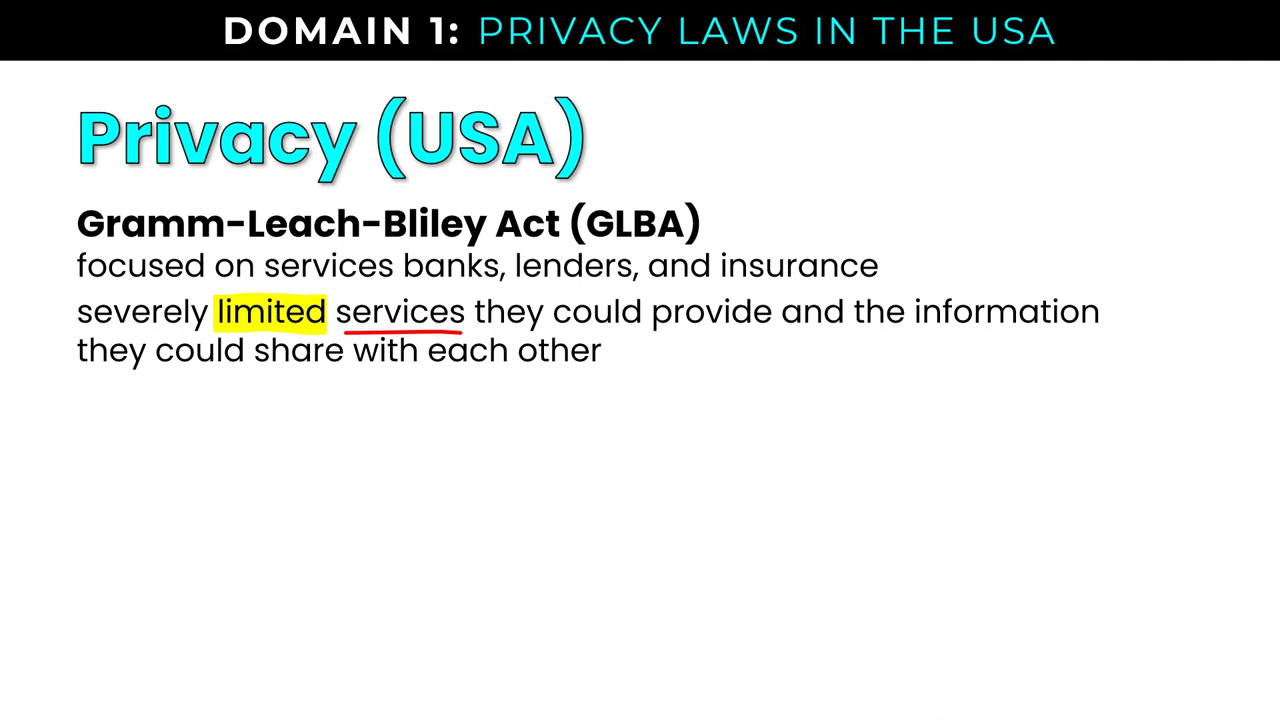 DOMAIN 1: PRIVACY LAWS IN THE USA
Privacy (USA)
Gramm-Leach-Bliley Act (GLBA)
focused on services banks, lenders, and insurance
severely limited services they could provide and the information
they could share with each other